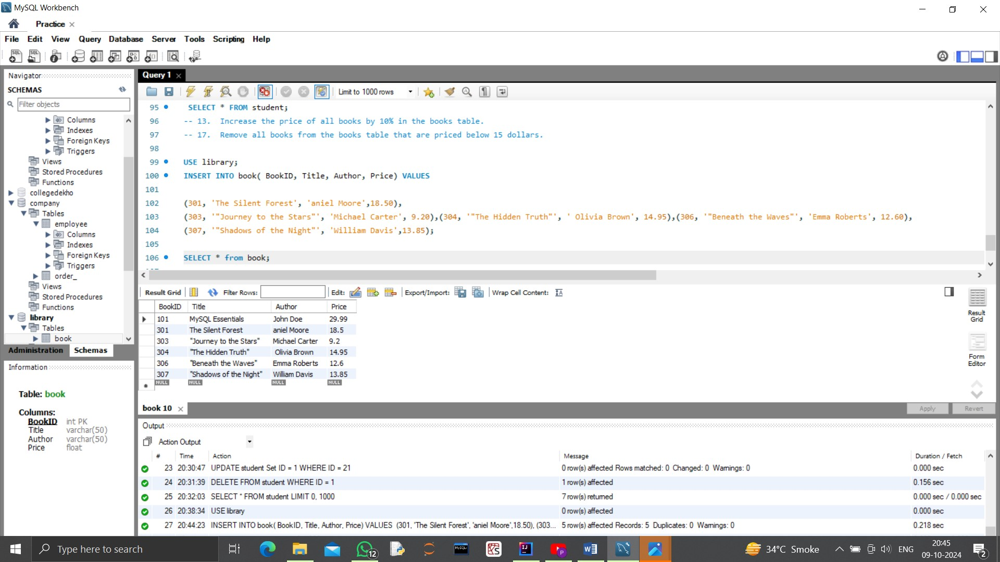 MySQL Workbench
Practice
File Edit View Query Database Server Tools Scripting Help
Navigator
SCHEMAS
Filter objects
Columns
Indexes
Foreign Keys
Triggers
Views
Stored Procedures
Functions
collegedekho
company
Tables
employee
Columns
Indexes
Foreign Keys
Triggers
order_
Views
Stored Procedures
Functions
library
Tables
book
Administration Schemas
Information
Table: book
Columns:
BookID int PK
Title varchar(50)
Author varchar(50)
Price float
Query 1
Limit to 1000 rows
95 SELECT * FROM student;
96 -- 13. Increase the price of all books by 10% in the books table.
97 -- 17. Remove all books from the books table that are priced below 15 dollars.
98
99 USE library;
100 INSERT INTO book( BookID, Title, Author, Price) VALUES
101
102 (301, 'The Silent Forest', 'aniel Moore',18.50),
103 (303, '"Journey to the Stars"', 'Michael Carter', 9.20),(304, '"The Hidden Truth"', ' Olivia Brown', 14.95),(306, '"Beneath the Waves"', 'Emma Roberts', 12.60),
104 (307, '"Shadows of the Night"', 'William Davis',13.85);
105
106 SELECT * from book;
Result Grid Filter Rows: Edit: Export/Import: Wrap Cell Content:
BookID Title Author Price
101 MySQL Essentials John Doe 29.99
301 The Silent Forest aniel Moore 18.5
303 "Journey to the Stars" Michael Carter 9.2
304 "The Hidden Truth" Olivia Brown 14.95
306 "Beneath the Waves" Emma Roberts 12.6
307 "Shadows of the Night" William Davis 13.85
NULL NULL NULL NULL
Result Grid
Form Editor
book 10
Apply Revert
Output
Action Output
# Time Action Message Duration / Fetch
23 20:30:47 UPDATE student Set ID = 1 WHERE ID = 21 0 row(s) affected Rows matched: 0 Changed: 0 Warnings: 0 0.000 sec
24 20:31:39 DELETE FROM student WHERE ID = 1 1 row(s) affected 0.156 sec
25 20:32:03 SELECT * FROM student LIMIT 0, 1000 7 row(s) returned 0.000 sec / 0.000 sec
26 20:38:34 USE library 0 row(s) affected 0.000 sec
27 20:44:23 INSERT INTO book( BookID, Title, Author, Price) VALUES (301, 'The Silent Forest', 'aniel Moore',18.50), (303... 5 row(s) affected Records: 5 Duplicates: 0 Warnings: 0 0.218 sec
Type here to search
12
34°C Smoke
ENG
20:45
09-10-2024
2